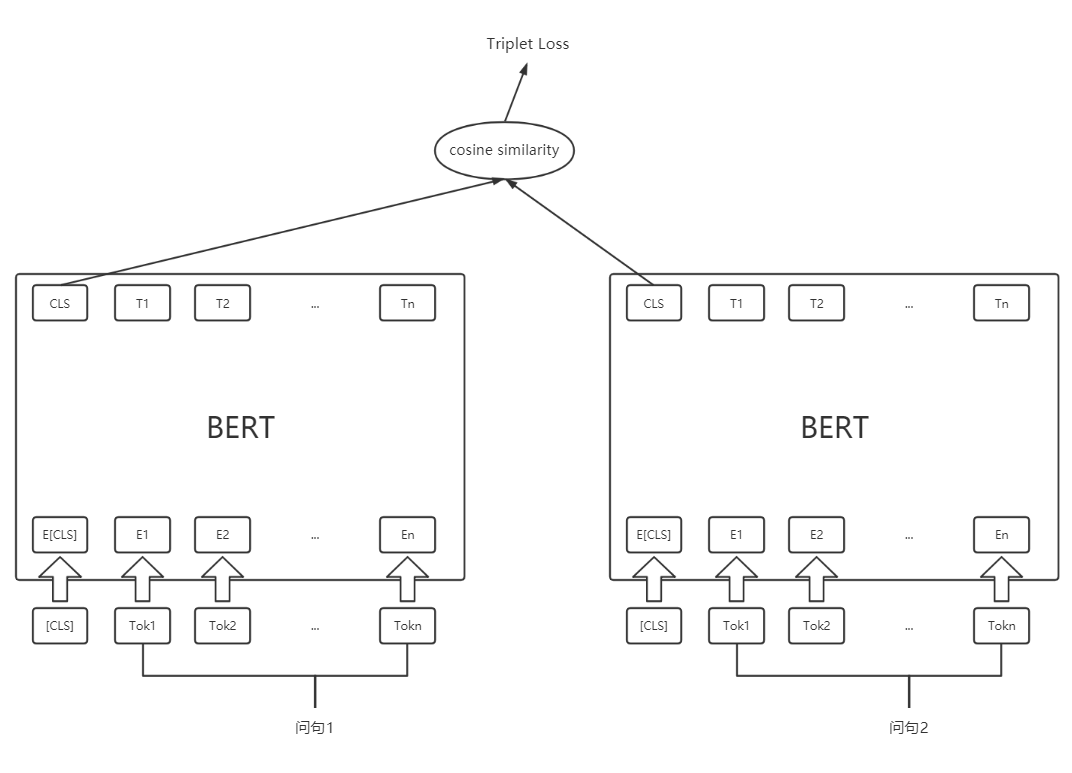 Triplet Loss
cosine similarity
CLS T1 T2 ... Tn
CLS T1 T2 ... Tn
BERT
BERT
E[CLS] E1 E2 ... En
E[CLS] E1 E2 ... En
[CLS] Tok1 Tok2 ... Tokn
[CLS] Tok1 Tok2 ... Tokn
问句1
问句2